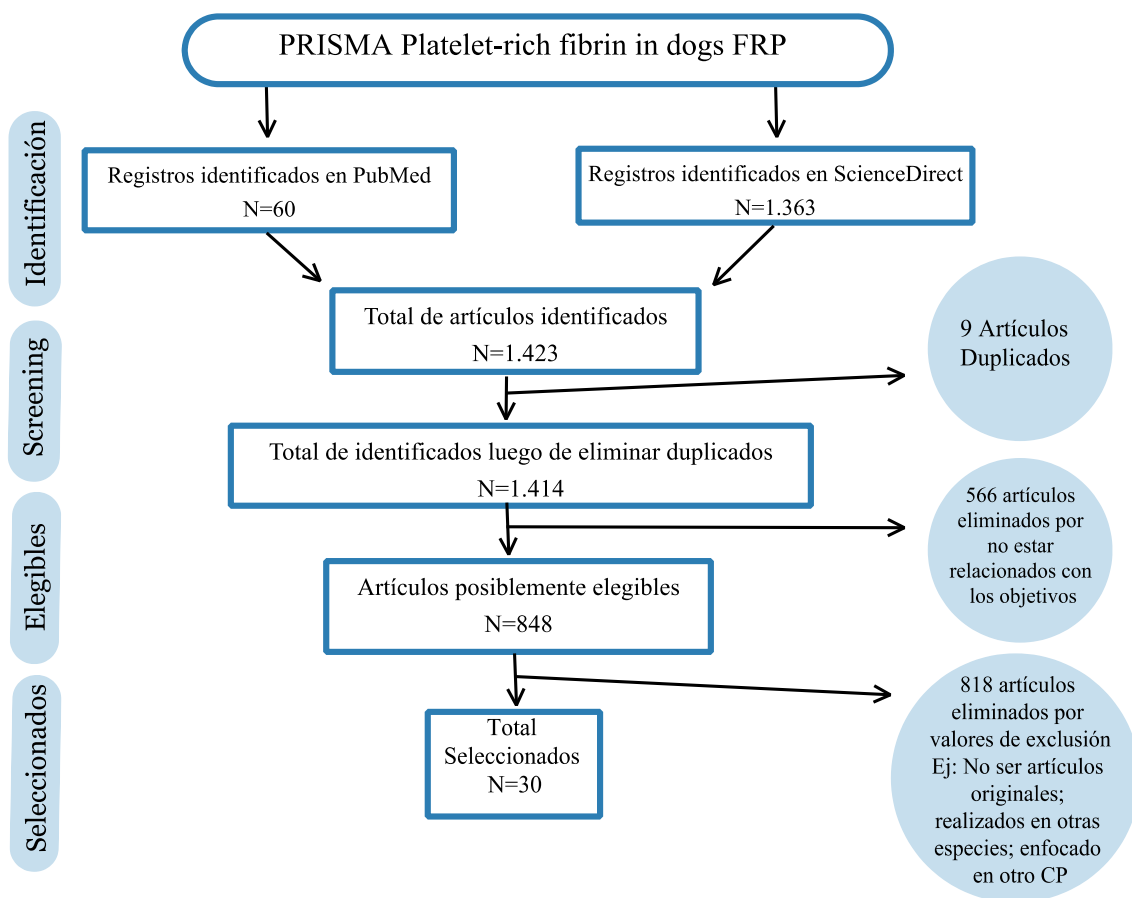 PRISMA Platelet-rich fibrin in dogs FRP
Identificación
Registros identificados en PubMed
N=60
Registros identificados en ScienceDirect
N=1.363
Total de artículos identificados
N=1.423
Screening
9 Artículos
Duplicados
Total de identificados luego de eliminar duplicados
N=1.414
Elegibles
566 artículos
eliminados por
no estar
relacionados con
los objetivos
Artículos posiblemente elegibles
N=848
Seleccionados
Total
Seleccionados
N=30
818 artículos
eliminados por
valores de exclusión
Ej: No ser artículos
originales;
realizados en otras
especies; enfocado
en otro CP